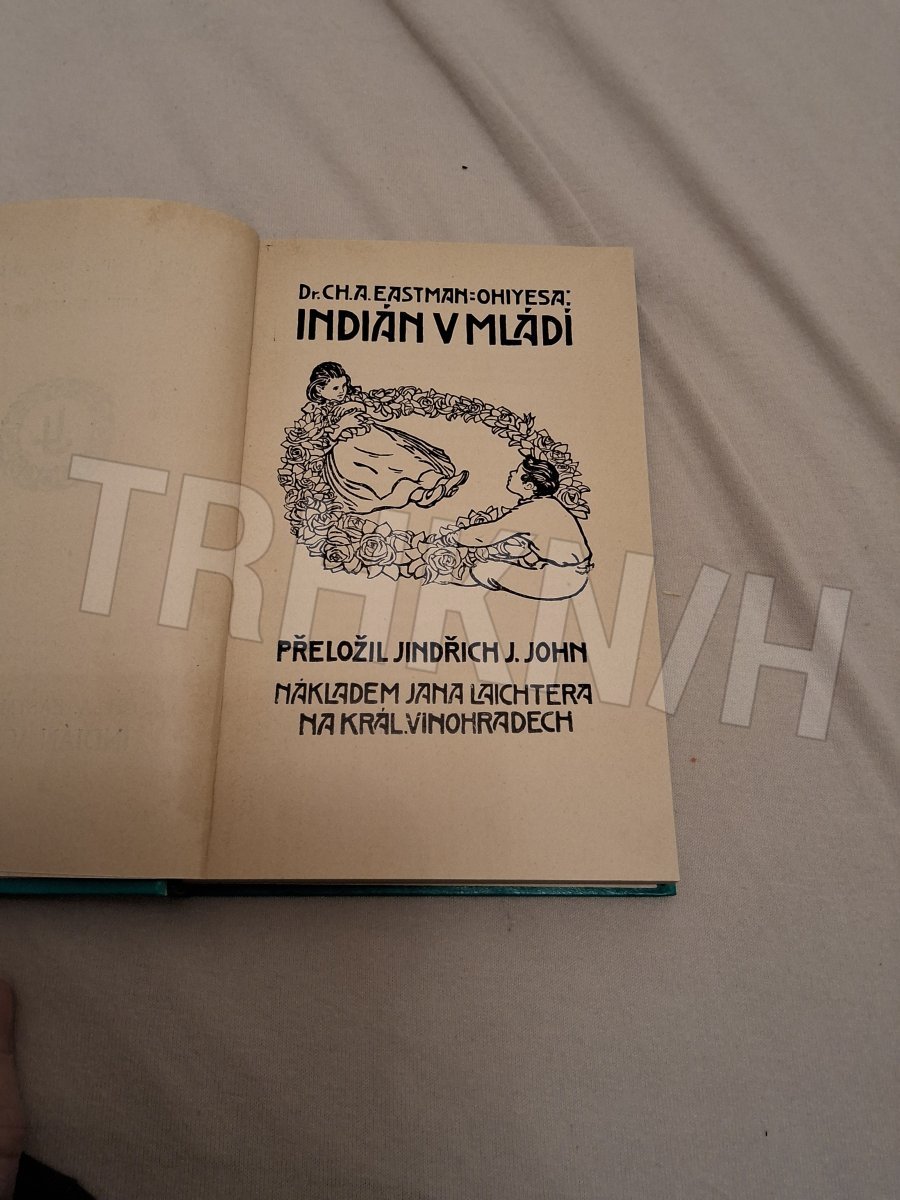 Dr. CH. A. EASTMAN=OHIYESA:
INDIÁN V MLÁDÍ
PŘELOŽIL JINDŘICH J. JOHN
NÁKLADEM JANA LAICHTERA
NA KRÁL. VINOHRADECH
TRHKNIH